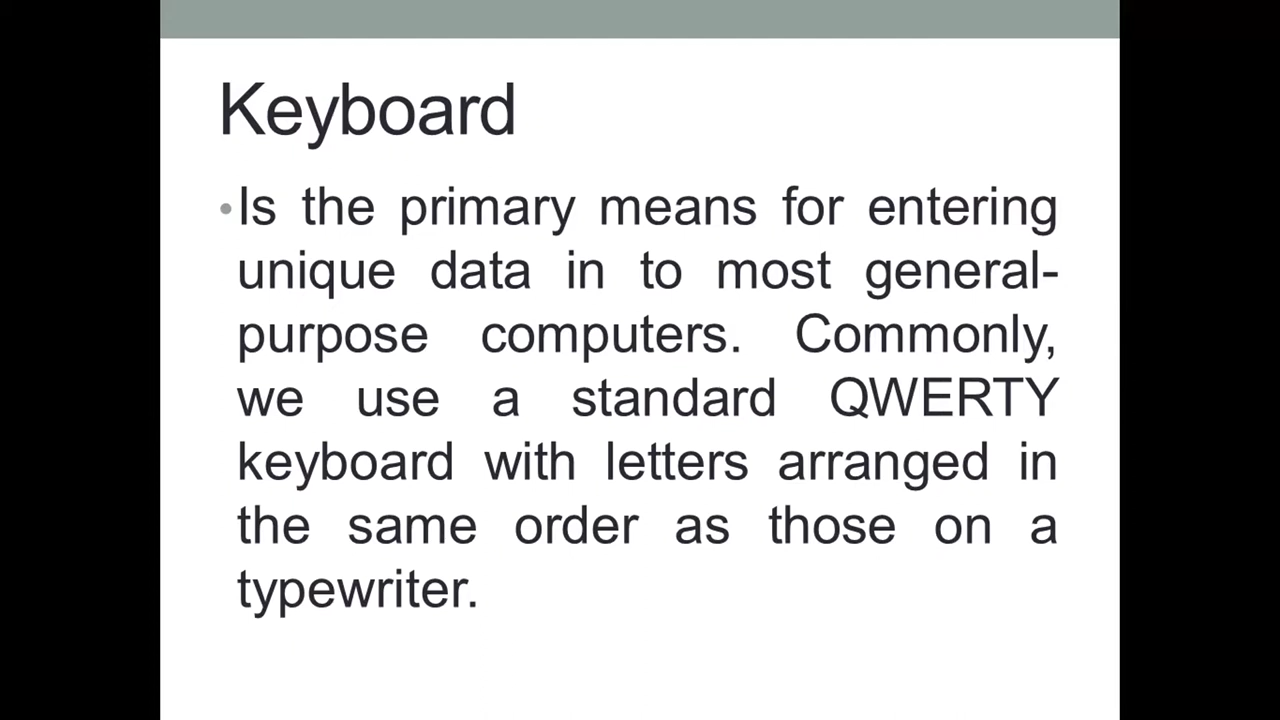 Keyboard
•Is the primary means for entering
unique data in to most general-
purpose computers. Commonly,
we use a standard QWERTY
keyboard with letters arranged in
the same order as those on a
typewriter.